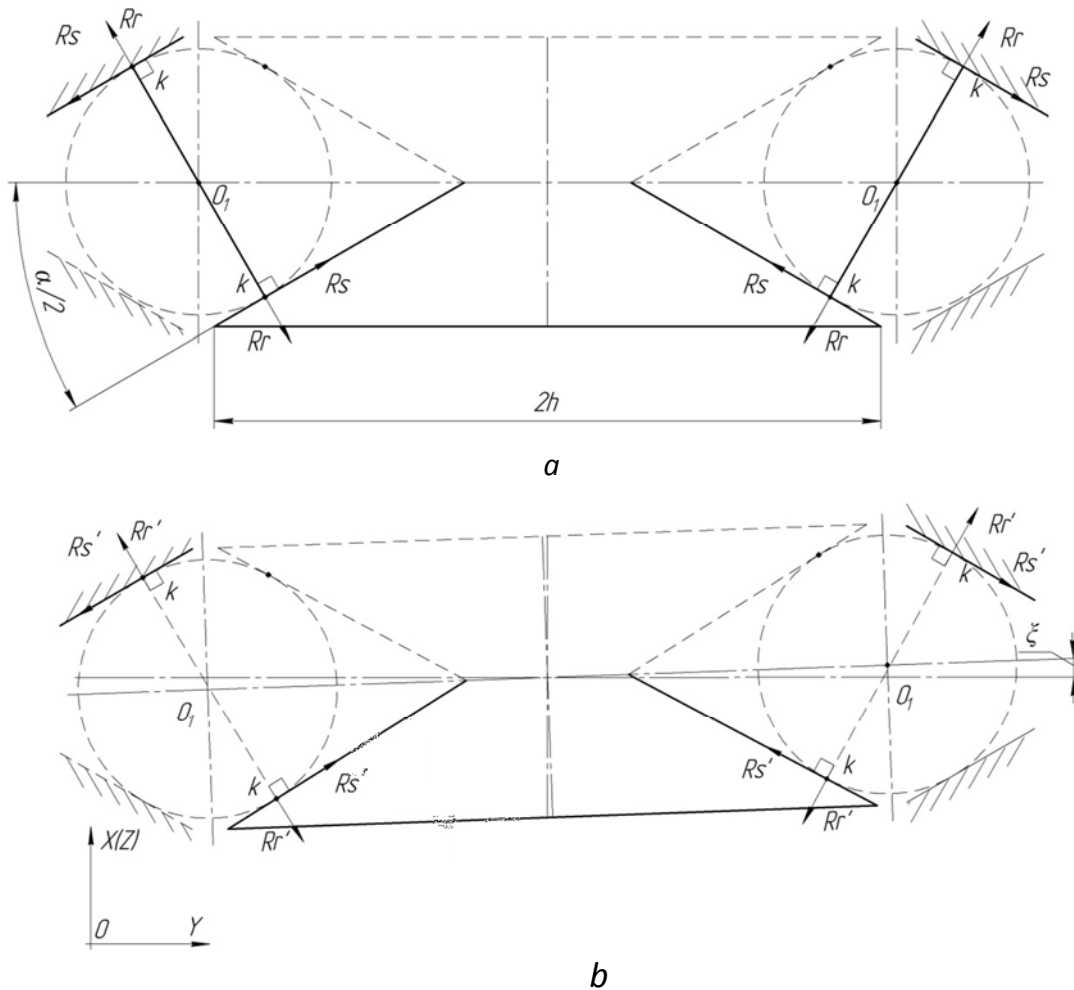 Rs Rr Rr
k k Rs
O₁ O₁
α/2
k Rs Rs k
Rr Rr
2h
a
Rs′ Rr′ Rr′
k k Rs′
ξ
O₁ O₁
k Rs′ Rs′ k
Rr′ Rr′
X(Z)
O Y
b